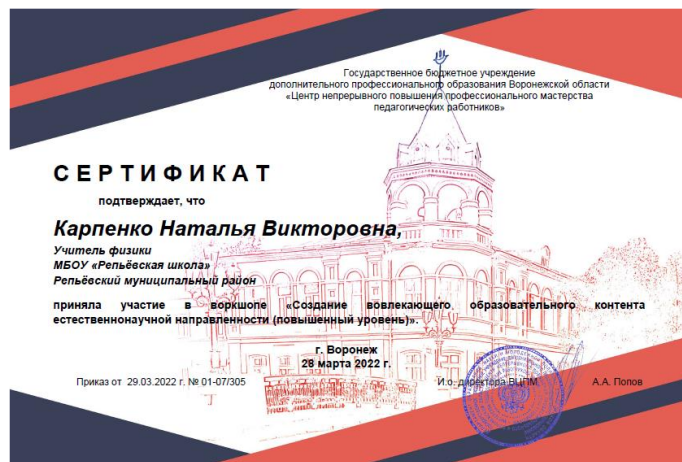 Государственное бюджетное учреждение
дополнительного профессионального образования Воронежской области
«Центр непрерывного повышения профессионального мастерства
педагогических работников»
СЕРТИФИКАТ
подтверждает, что
Карпенко Наталья Викторовна,
Учитель физики
МБОУ «Репьёвская школа»
Репьёвский муниципальный район
приняла участие в воркшопе «Создание вовлекающего образовательного контента
естественнонаучной направленности (повышенный уровень)».
г. Воронеж
28 марта 2022 г.
Приказ от 29.03.2022 г. № 01-07/305 И.о. директора ВЦПМ А.А. Попов